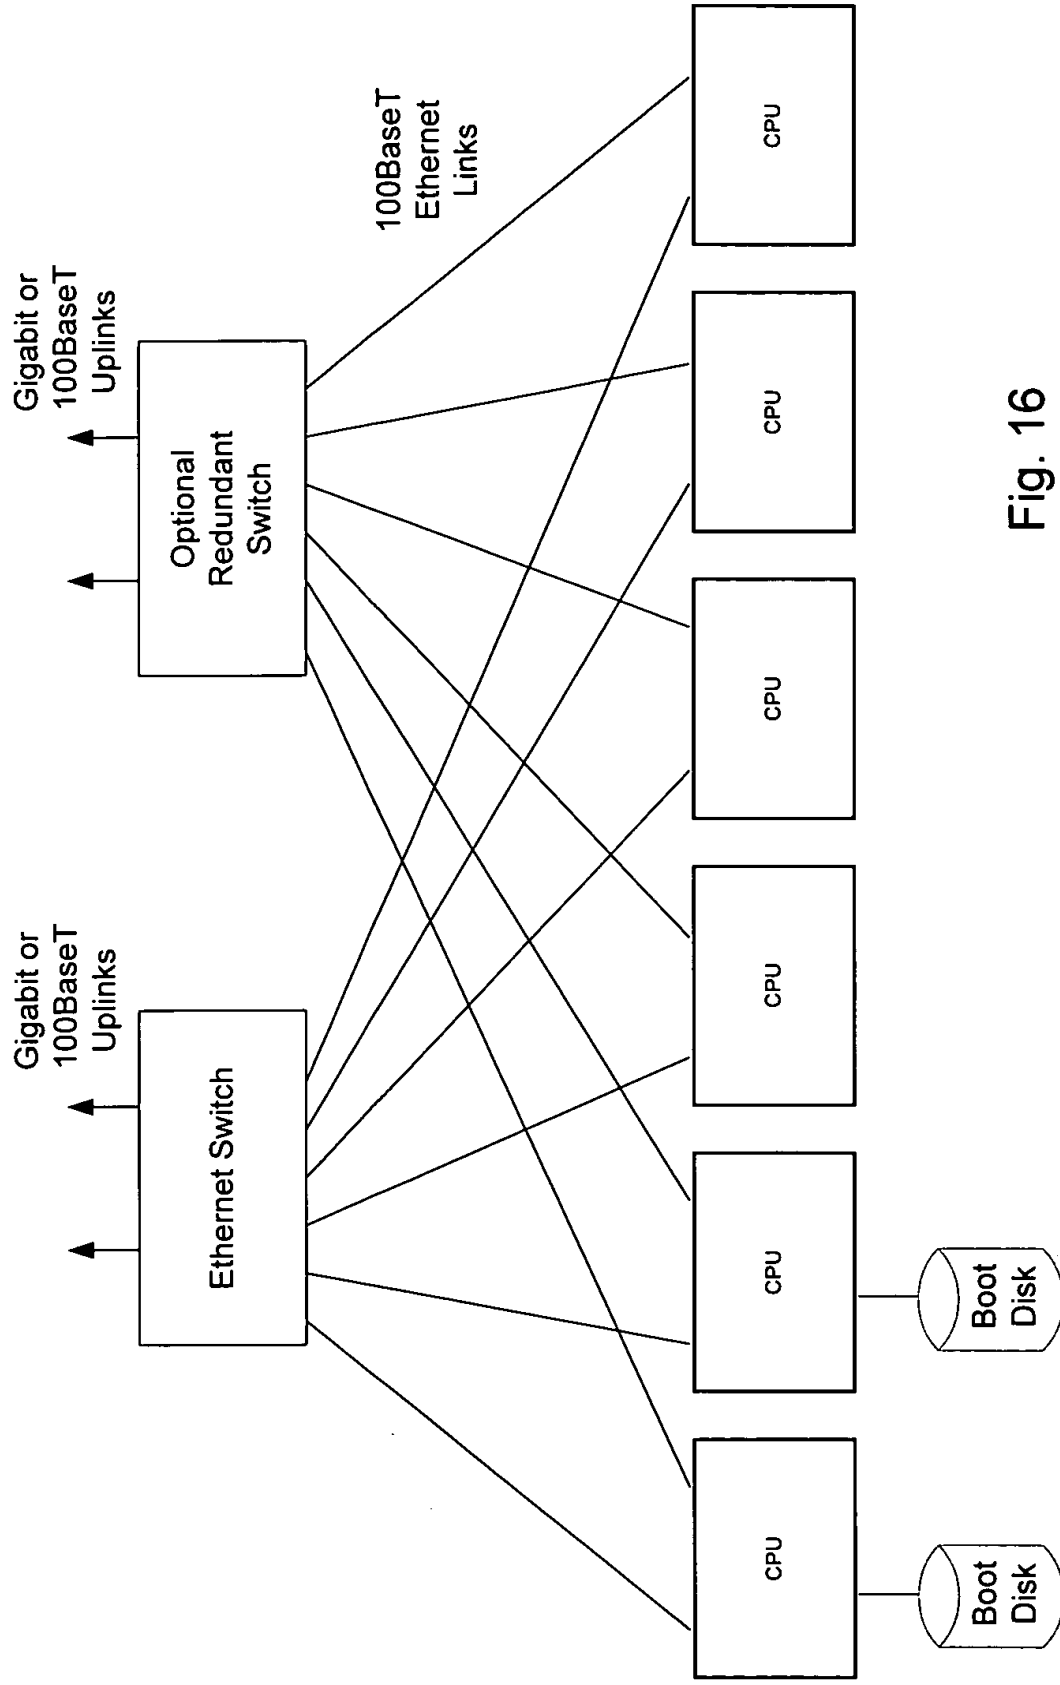 Gigabit or
100BaseT
Uplinks
Gigabit or
100BaseT
Uplinks
Ethernet Switch
Optional
Redundant
Switch
100BaseT
Ethernet
Links
CPU
CPU
CPU
CPU
CPU
CPU
Boot
Disk
Boot
Disk
Fig. 16